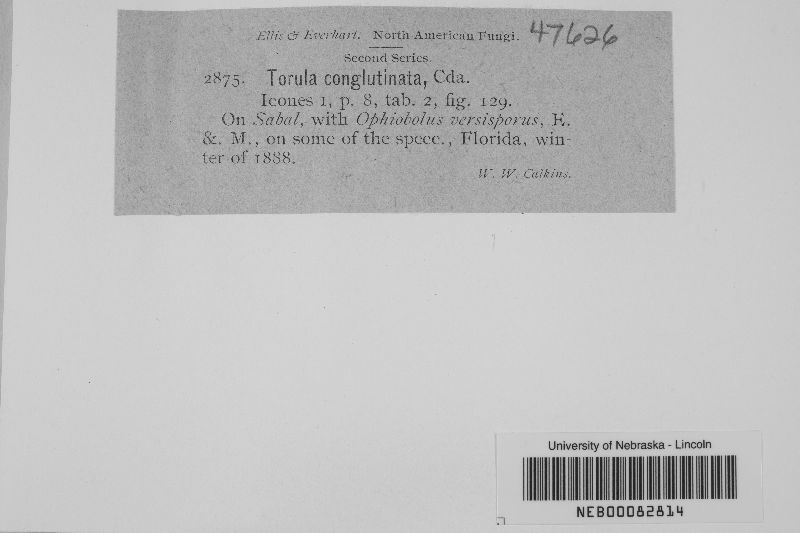 Ellis & Everhart. North American Fungi. 47626
Second Series.
2875. Torula conglutinata, Cda.
Icones 1, p. 8, tab. 2, fig. 129.
On Sabal, with Ophiobolus versisporus, E.
&. M., on some of the specc., Florida, win-
ter of 1888.
W. W. Calkins.
University of Nebraska - Lincoln
NEB00082814